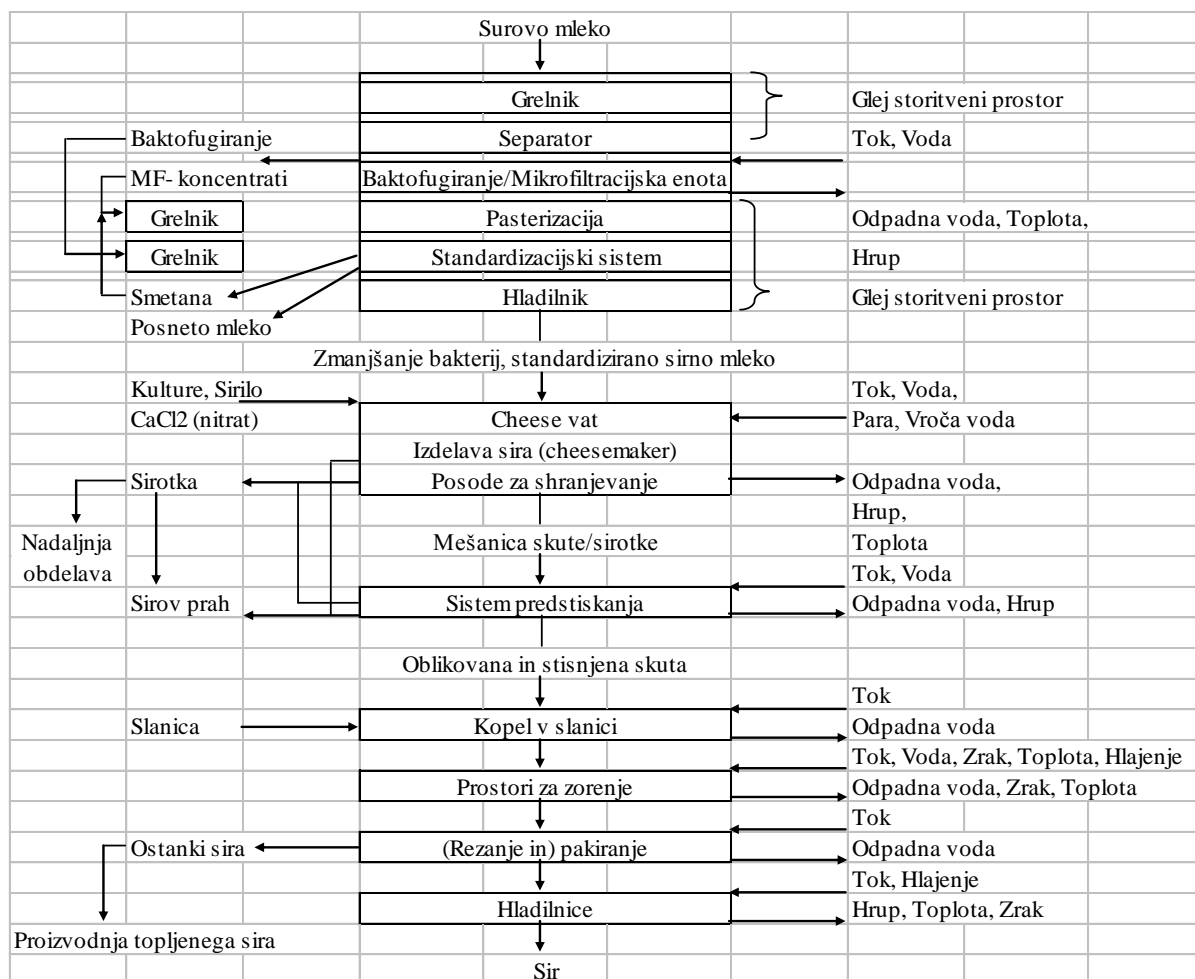 Surovo mleko
Grelnik Glej storitveni prostor
Baktofugiranje Separator Tok, Voda
MF- koncentrati Baktofugiranje/Mikrofiltracijska enota
Grelnik Pasterizacija Odpadna voda, Toplota,
Grelnik Standardizacijski sistem Hrup
Smetana Hladilnik Glej storitveni prostor
Posneto mleko
Zmanjšanje bakterij, standardizirano sirno mleko
Kulture, Sirilo Tok, Voda,
CaCl2 (nitrat) Cheese vat Para, Vroča voda
Izdelava sira (cheesemaker)
Sirotka Posode za shranjevanje Odpadna voda,
Hrup,
Nadaljnja Mešanica skute/sirotke Toplota
obdelava Tok, Voda
Sirov prah Sistem predstiskanja Odpadna voda, Hrup
Oblikovana in stisnjena skuta
Tok
Slanica Kopel v slanici Odpadna voda
Tok, Voda, Zrak, Toplota, Hlajenje
Prostori za zorenje Odpadna voda, Zrak, Toplota
Tok
Ostanki sira (Rezanje in) pakiranje Odpadna voda
Tok, Hlajenje
Hladilnice Hrup, Toplota, Zrak
Proizvodnja topljenega sira
Sir